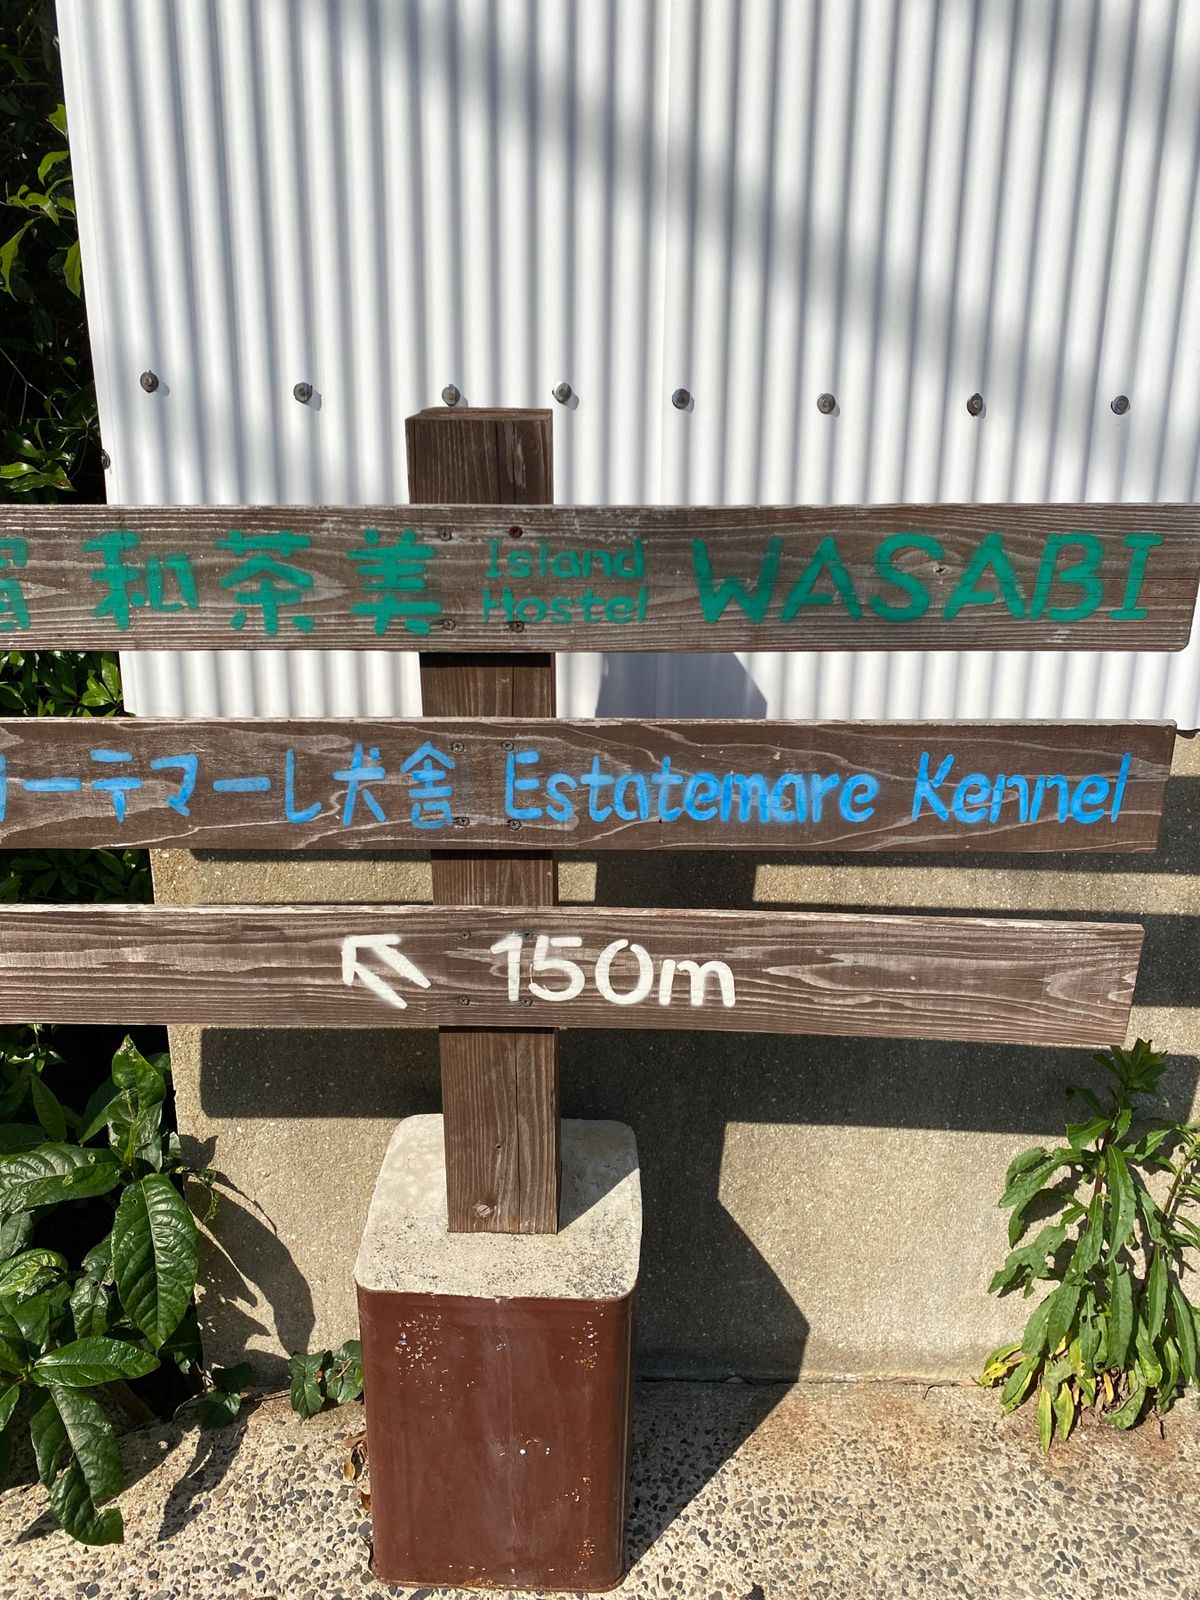 和茶美 Island Hostel WASABI
ーテマーレ犬舎 Estatemare Kennel
↖ 150m